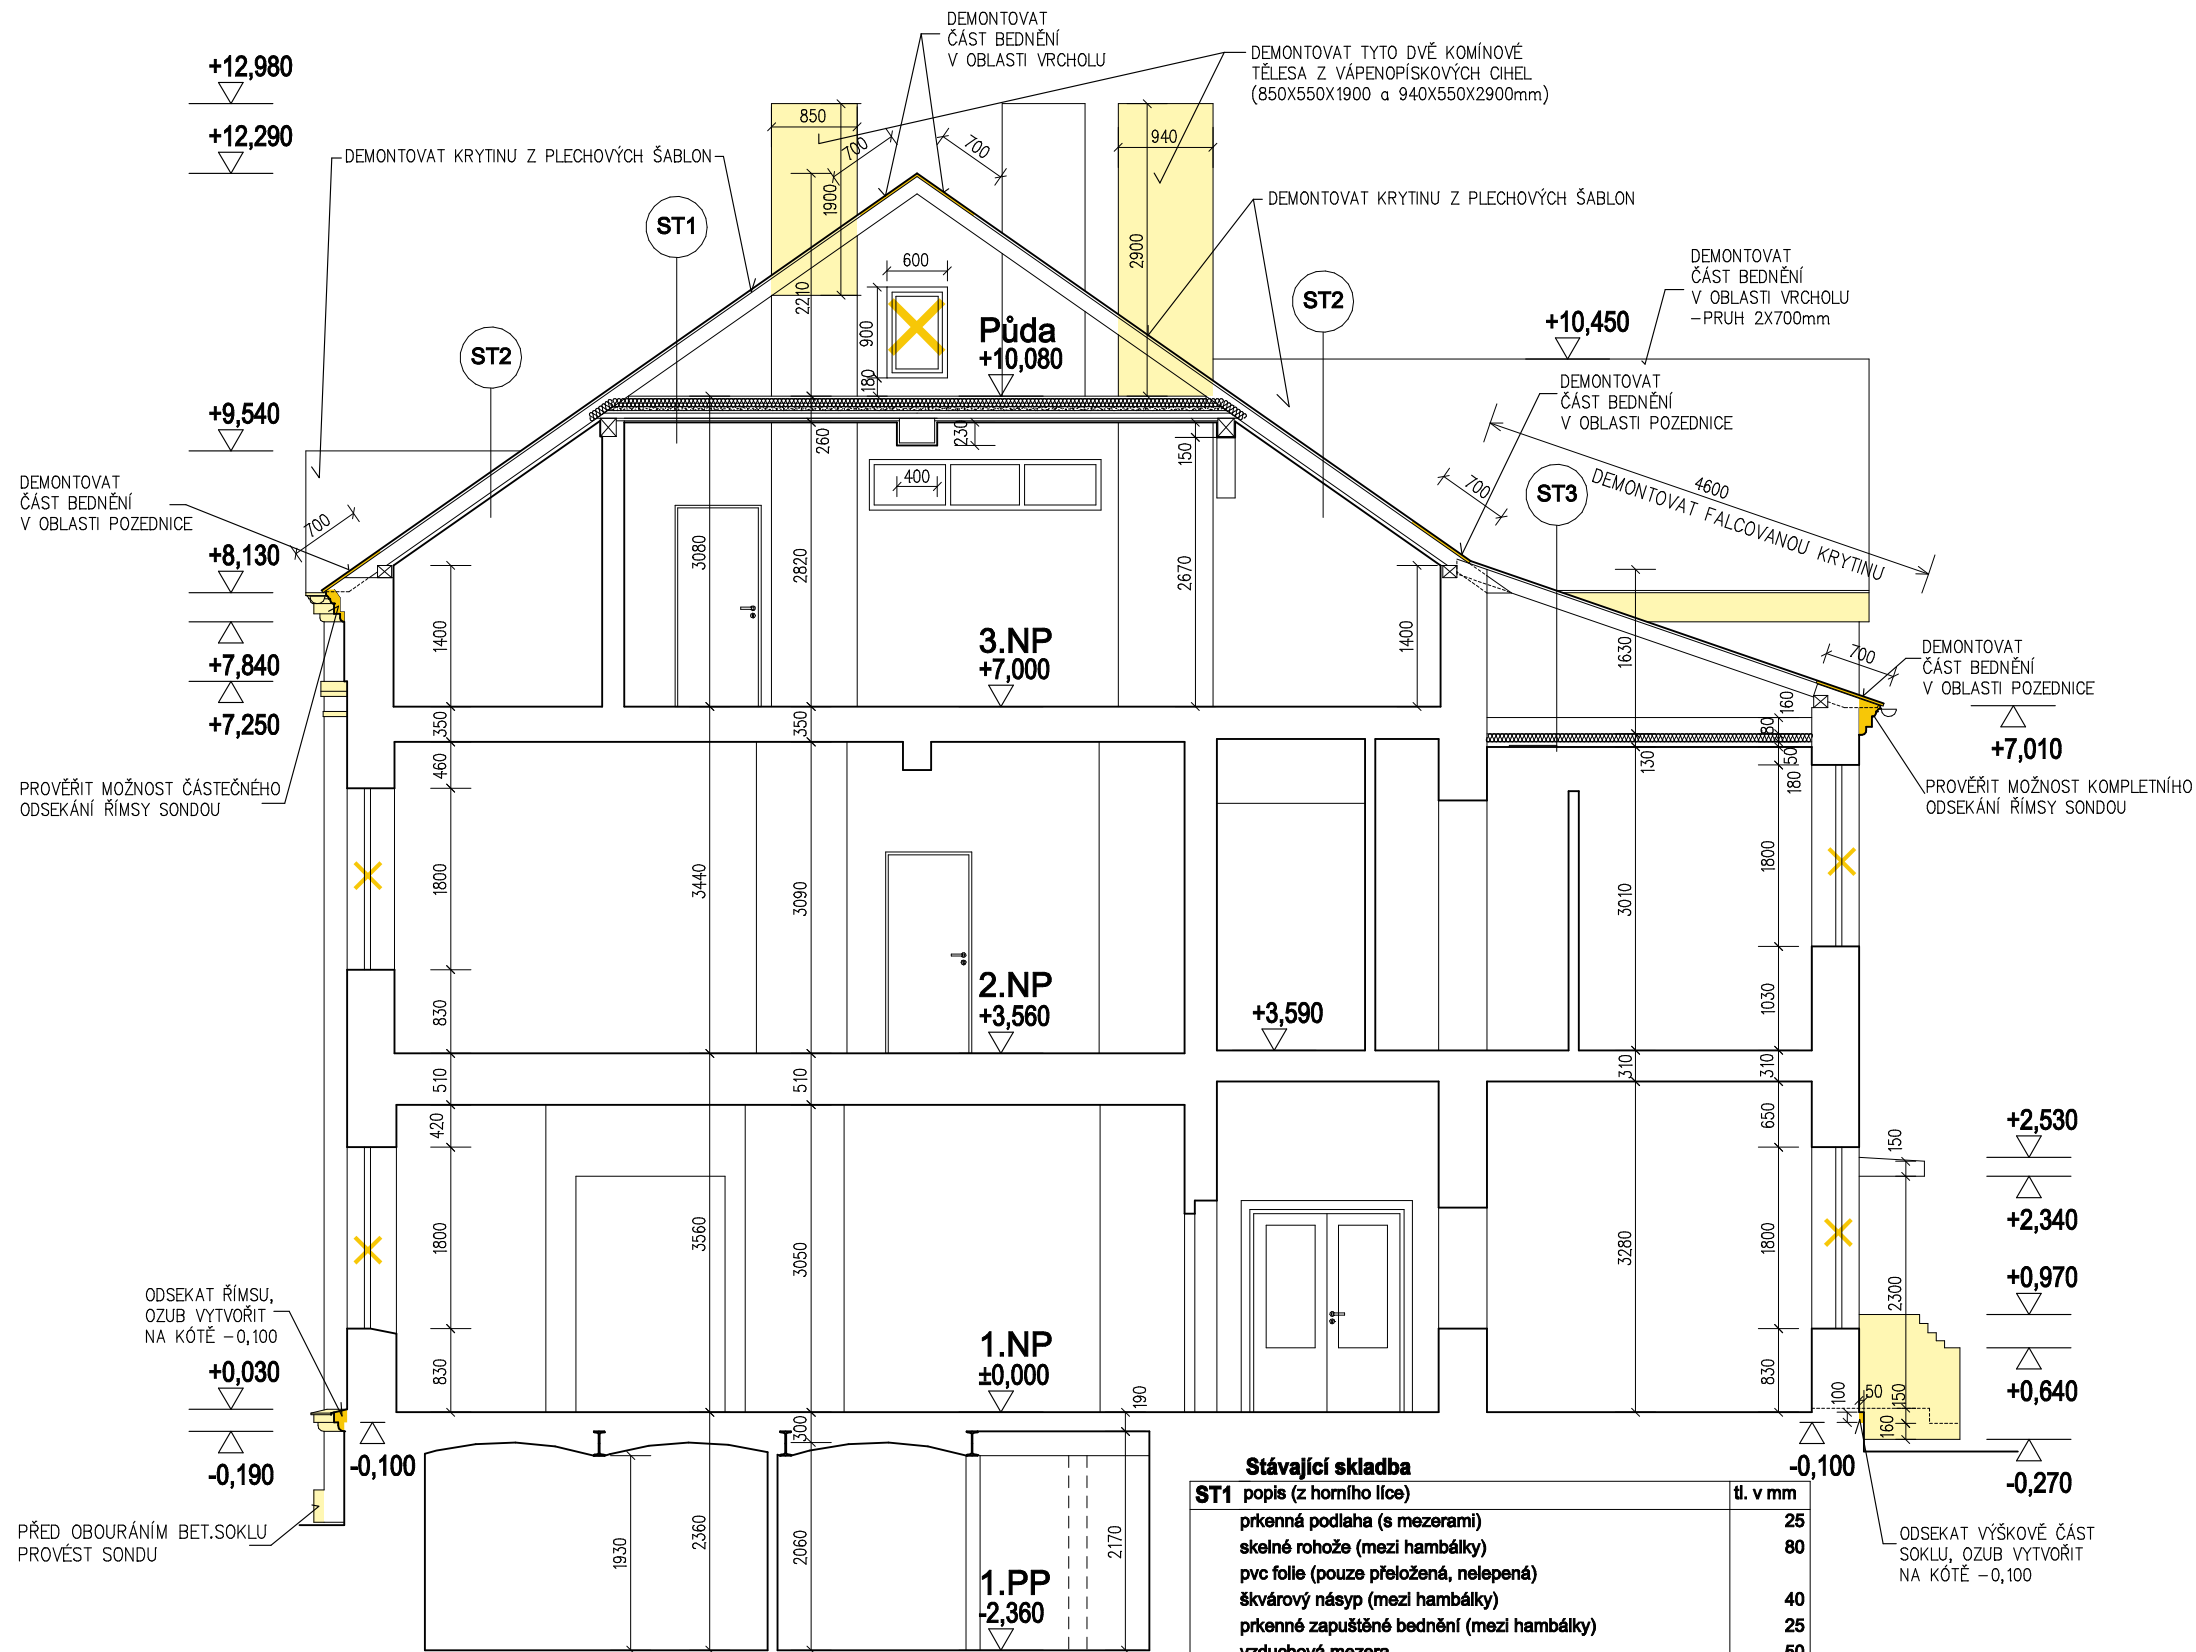 DEMONTOVAT
ČÁST BEDNĚNÍ
V OBLASTI VRCHOLU
DEMONTOVAT TYTO DVĚ KOMÍNOVÉ
TĚLESA Z VÁPENOPÍSKOVÝCH CIHEL
(850X550X1900 a 940X550X2900mm)
+12,980
+12,290
850
700
700
940
DEMONTOVAT KRYTINU Z PLECHOVÝCH ŠABLON
1900
DEMONTOVAT KRYTINU Z PLECHOVÝCH ŠABLON
ST1
2900
600
2210
ST2
DEMONTOVAT
ČÁST BEDNĚNÍ
V OBLASTI VRCHOLU
-PRUH 2X700mm
900
Půda
+10,080
180
+10,450
ST2
DEMONTOVAT
ČÁST BEDNĚNÍ
V OBLASTI POZEDNICE
+9,540
260
230
150
400
4600
DEMONTOVAT FALCOVANOU KRYTINU
700
ST3
DEMONTOVAT
ČÁST BEDNĚNÍ
V OBLASTI POZEDNICE
700
+8,130
3080
2820
2670
1400
1400
1630
3.NP
+7,000
+7,840
+7,250
700
DEMONTOVAT
ČÁST BEDNĚNÍ
V OBLASTI POZEDNICE
160
80
50
130
180
+7,010
350
350
460
PROVĚŘIT MOŽNOST ČÁSTEČNÉHO
ODSEKÁNÍ ŘÍMSY SONDOU
PROVĚŘIT MOŽNOST KOMPLETNÍHO
ODSEKÁNÍ ŘÍMSY SONDOU
1800
3440
3090
3010
1800
2.NP
+3,560
+3,590
830
1030
510
510
310
310
420
650
+2,530
150
+2,340
1800
3560
3050
3280
1800
2300
+0,970
ODSEKAT ŘÍMSU,
OZUB VYTVOŘIT
NA KÓTĚ -0,100
1.NP
±0,000
830
830
190
+0,640
+0,030
100
50
150
160
300
-0,190
-0,100
-0,100
-0,270
PŘED OBOURÁNÍM BET.SOKLU
PROVÉST SONDU
1930
2360
2060
2170
1.PP
-2,360
ODSEKAT VÝŠKOVĚ ČÁST
SOKLU, OZUB VYTVOŘIT
NA KÓTĚ -0,100
Stávající skladba
ST1 popis (z horního líce) tl. v mm
prkenná podlaha (s mezerami) 25
skelné rohože (mezi hambálky) 80
pvc folie (pouze přeložená, nelepená)
škvárový násyp (mezi hambálky) 40
prkenné zapuštěné bednění (mezi hambálky) 25
vzduchová mezera 50